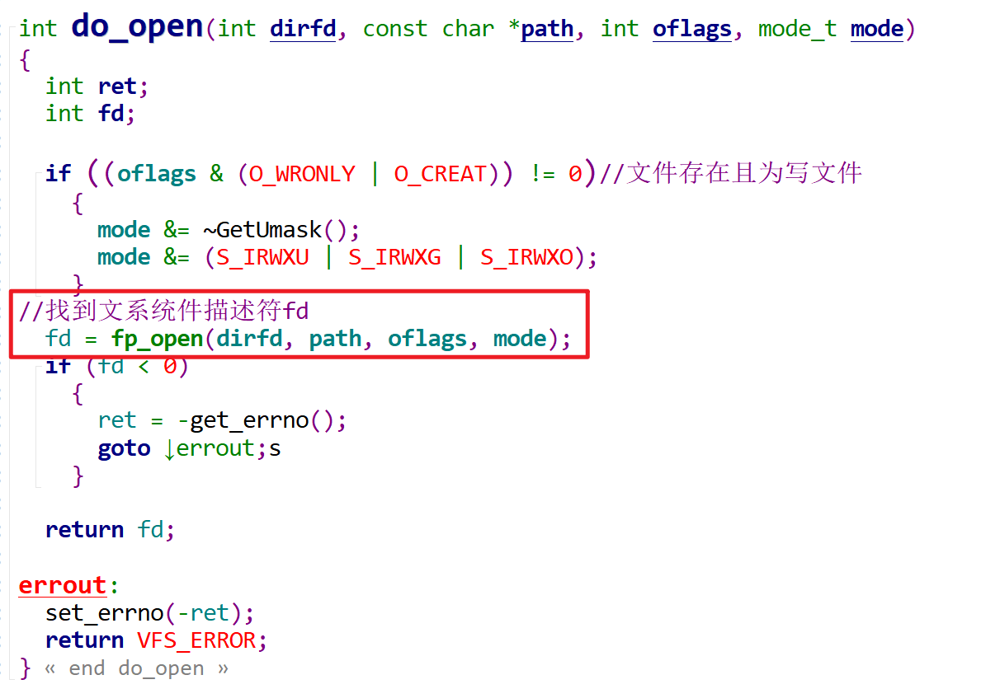 int do_open(int dirfd, const char *path, int oflags, mode_t mode)
{
int ret;
int fd;
if ((oflags & (O_WRONLY | O_CREAT)) != 0)//文件存在且为写文件
{
mode &= ~GetUmask();
mode &= (S_IRWXU | S_IRWXG | S_IRWXO);
}
//找到文系统件描述符fd
fd = fp_open(dirfd, path, oflags, mode);
if (fd < 0)
{
ret = -get_errno();
goto ↓errout;s
}
return fd;
errout:
set_errno(-ret);
return VFS_ERROR;
} « end do_open »